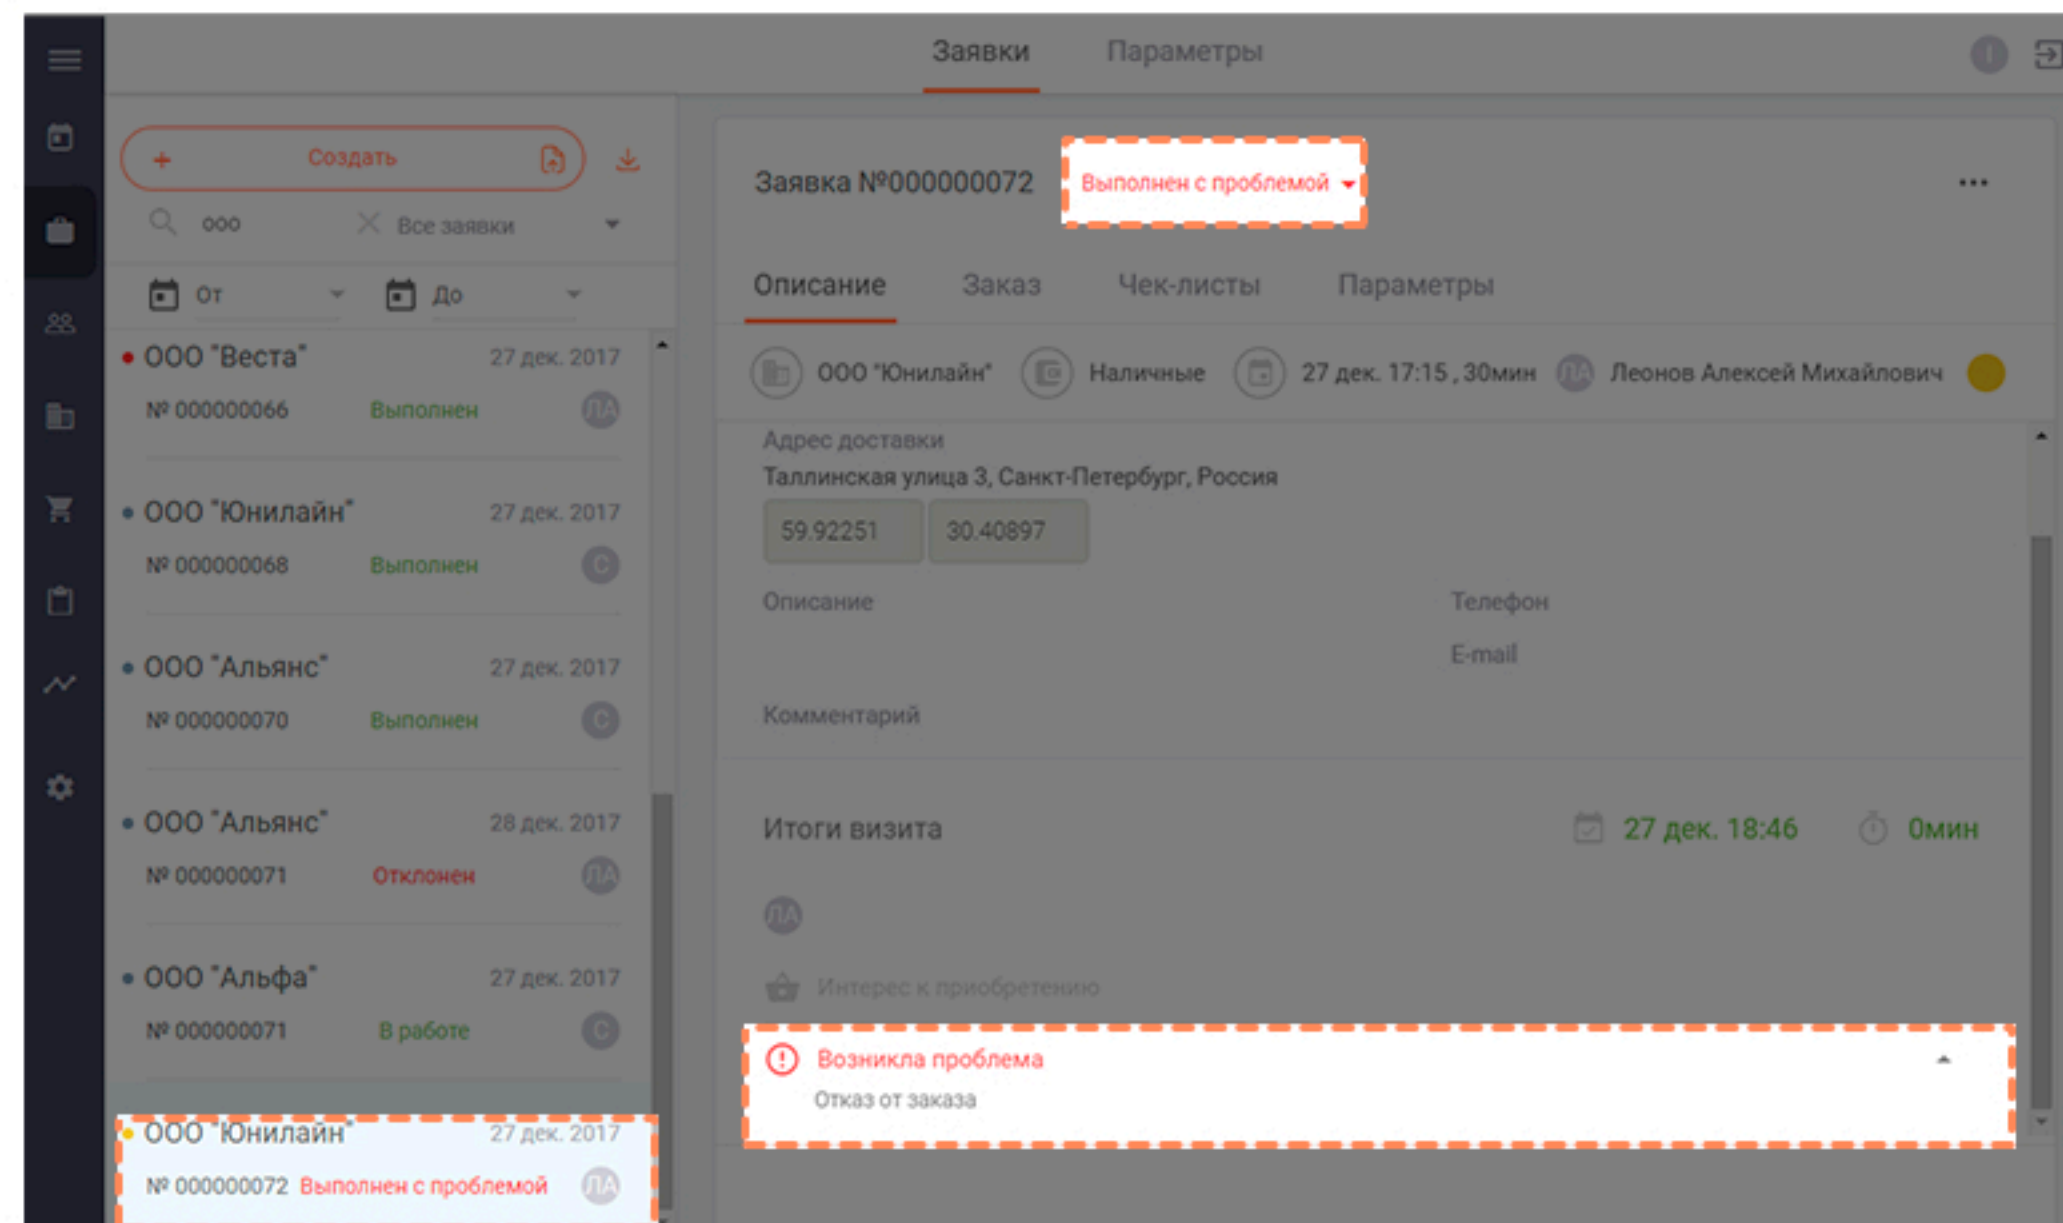 Заявки Параметры
+ Создать
ооо Все заявки
От До
ООО "Веста" 27 дек. 2017
№ 000000066 Выполнен ЛА
ООО "Юнилайн" 27 дек. 2017
№ 000000068 Выполнен С
ООО "Альянс" 27 дек. 2017
№ 000000070 Выполнен С
ООО "Альянс" 28 дек. 2017
№ 000000071 Отклонен ЛА
ООО "Альфа" 27 дек. 2017
№ 000000071 В работе С
ООО "Юнилайн" 27 дек. 2017
№ 000000072 Выполнен с проблемой ЛА
Заявка №000000072 Выполнен с проблемой
Описание Заказ Чек-листы Параметры
ООО "Юнилайн" Наличные 27 дек. 17:15 , 30мин ЛА Леонов Алексей Михайлович
Адрес доставки
Таллинская улица 3, Санкт-Петербург, Россия
59.92251 30.40897
Описание Телефон
E-mail
Комментарий
Итоги визита 27 дек. 18:46 0мин
ЛА
Интерес к приобретению
Возникла проблема
Отказ от заказа